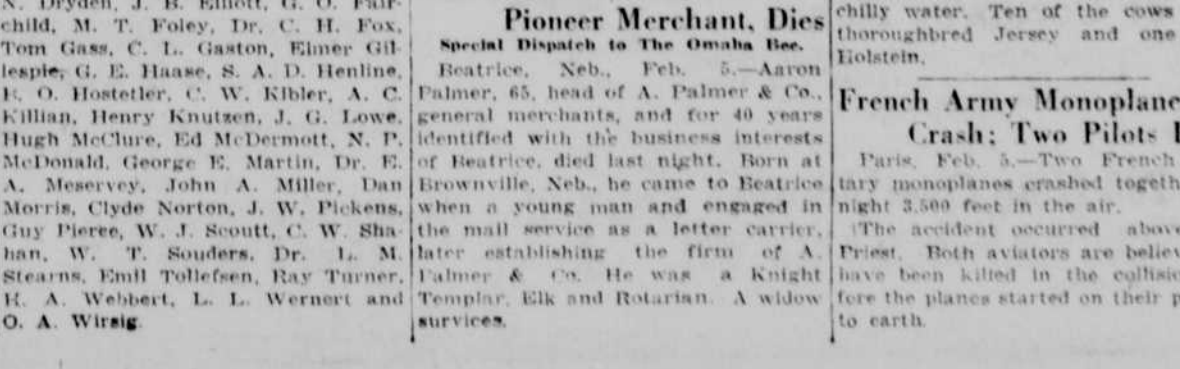 N. Dryden, J. B. Elliott, G. O. Fair-
child, M. T. Foley, Dr. C. H. Fox,
Tom Gass, C. L. Gaston, Elmer Gil-
lespie, G. E. Haase, S. A. D. Henline,
E. O. Hostetler, C. W. Kibler, A. C.
Killian, Henry Knutzen, J. G. Lowe,
Hugh McClure, Ed McDermott, N. P.
McDonald, George E. Martin, Dr. E.
A. Meservey, John A. Miller, Dan
Morris, Clyde Norton, J. W. Pickens,
Guy Pierce, W. J. Scoutt, C. W. Sha-
han, W. T. Souders, Dr. L. M.
Stearns, Emil Tollefsen, Ray Turner,
R. A. Webbert, L. L. Wernert and
O. A. Wirsig.
Pioneer Merchant, Dies
Special Dispatch to The Omaha Bee.
Beatrice, Neb., Feb. 5.—Aaron
Palmer, 65, head of A. Palmer & Co.,
general merchants, and for 40 years
identified with the business interests
of Beatrice, died last night. Born at
Brownville, Neb., he came to Beatrice
when a young man and engaged in
the mail service as a letter carrier,
later establishing the firm of A.
Palmer & Co. He was a Knight
Templar, Elk and Rotarian. A widow
survices.
chilly water. Ten of the cows
thoroughbred Jersey and one
Holstein.
French Army Monoplane
Crash; Two Pilots
Paris, Feb. 5.—Two French
tary monoplanes crashed togeth
night 3,500 feet in the air.
The accident occurred above
Priest. Both aviators are believ
have been killed in the collisio
fore the planes started on their p
to earth.